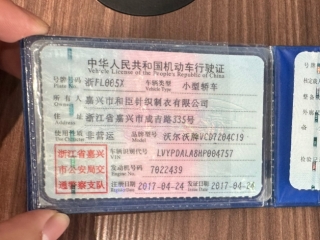 中华人民共和国机动车行驶证
Vehicle License of the People's Republic of China
号牌号码 浙FL005X 车辆类型 小型轿车
Vehicle Type
所有人 嘉兴市和臣针织制衣有限公司
住址 浙江省嘉兴市成吉路335号
使用性质 非营运 品牌型号 沃尔沃牌VCD7204C19
浙江省嘉兴市公安局交通警察支队
车辆识别代号 LVYPDALA8HP004757
发动机号码 7022439
注册日期 2017-04-24 发证日期 2017-04-24